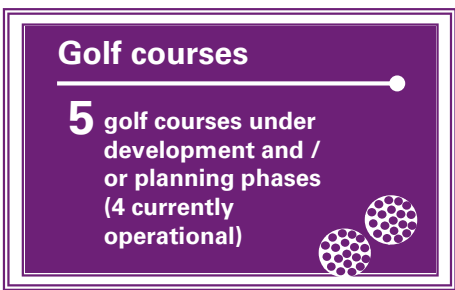 Golf courses
5 golf courses under
development and /
or planning phases
(4 currently
operational)